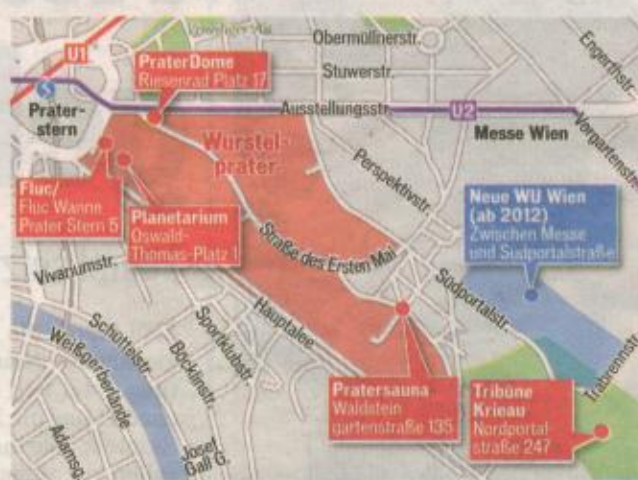 U1
Obermüllnerstr.
Engerthstr.
PraterDome
Riesenrad Platz 17
Stuwerstr.
S
Prater-
stern
Ausstellungsstr.
U2
Messe Wien
Vorgartenstr.
Wurstel-
prater
Perspektivstr.
Fluc/
Fluc Wanne
Prater Stern 5
Planetarium
Oswald-
Thomas-Platz 1
Neue WU Wien
(ab 2012)
Zwischen Messe
und Südportalstraße
Straße des Ersten Mai
Vivariumstr.
Hauptalee
Südportalstr.
Schüttelstr.
Weißgerberlände
Sportklubstr.
Böcklinstr.
Trabrennstr.
Pratersauna
Waldstein
gartenstraße 135
Tribüne
Krieau
Nordportal
straße 247
Adamsg.
Josef
Gall G.